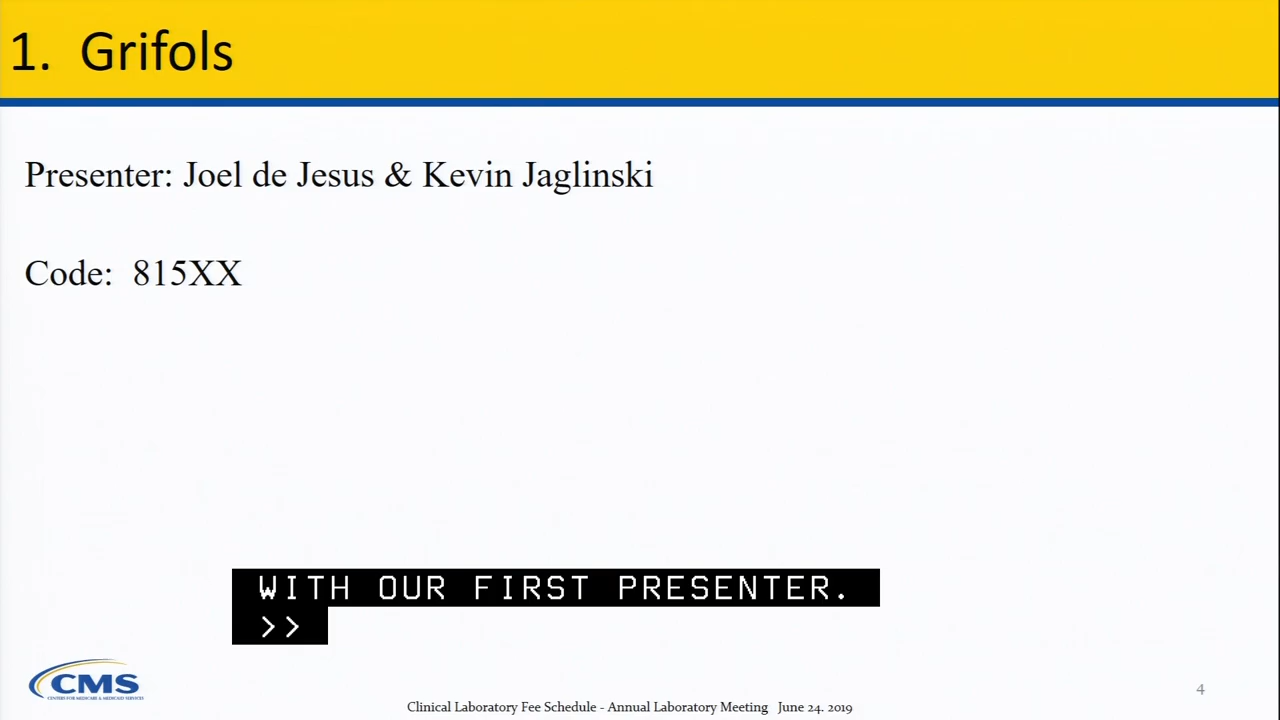 1. Grifols
Presenter: Joel de Jesus & Kevin Jaglinski
Code: 815XX
WITH OUR FIRST PRESENTER.
>>
CMS
CENTERS FOR MEDICARE & MEDICAID SERVICES
4
Clinical Laboratory Fee Schedule - Annual Laboratory Meeting June 24. 2019